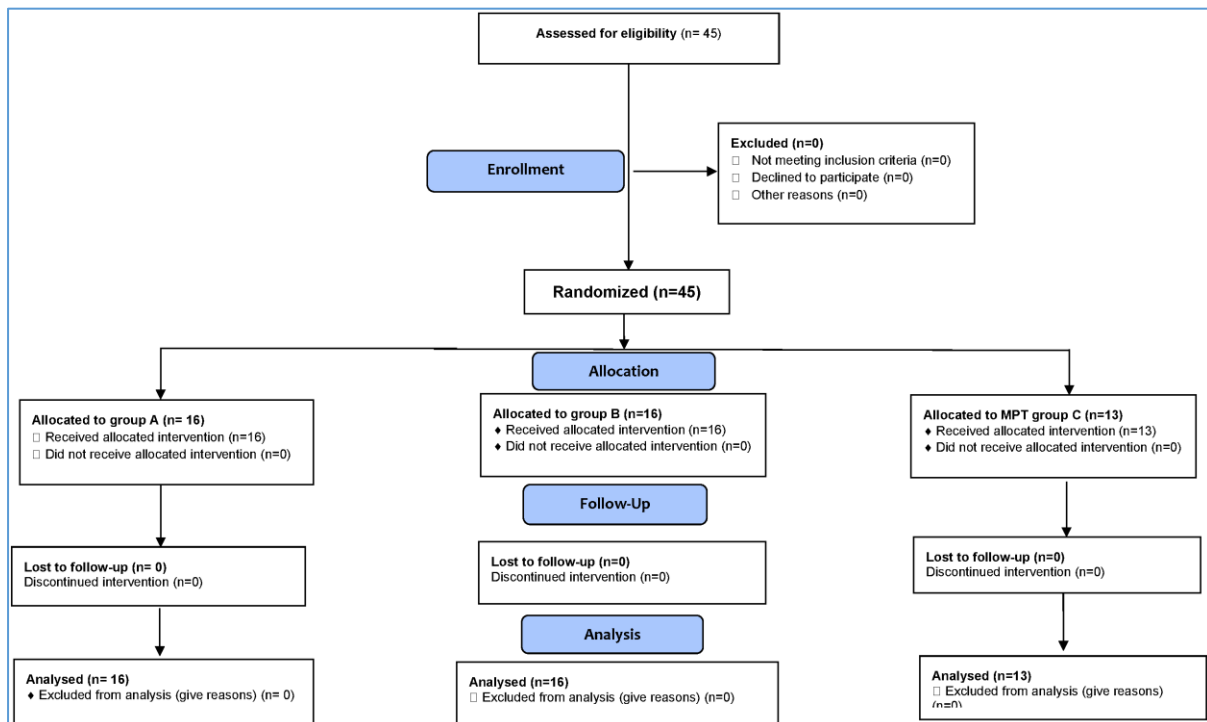 Assessed for eligibility (n= 45)
Enrollment
Excluded (n=0)
□ Not meeting inclusion criteria (n=0)
□ Declined to participate (n=0)
□ Other reasons (n=0)
Randomized (n=45)
Allocation
Allocated to group A (n= 16)
□ Received allocated intervention (n=16)
□ Did not receive allocated intervention (n=0)
Allocated to group B (n=16)
♦ Received allocated intervention (n=16)
♦ Did not receive allocated intervention (n=0)
Allocated to MPT group C (n=13)
♦ Received allocated intervention (n=13)
♦ Did not receive allocated intervention (n=0)
Follow-Up
Lost to follow-up (n= 0)
Discontinued intervention (n=0)
Lost to follow-up (n=0)
Discontinued intervention (n=0)
Lost to follow-up (n=0)
Discontinued intervention (n=0)
Analysis
Analysed (n= 16)
♦ Excluded from analysis (give reasons) (n= 0)
Analysed (n=16)
□ Excluded from analysis (give reasons) (n=0)
Analysed (n=13)
□ Excluded from analysis (give reasons)
(n=0)